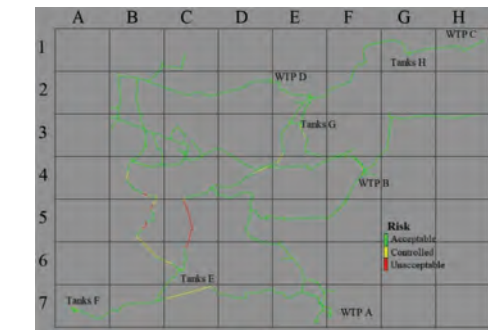 A B C D E F G H
1
WTP C
Tanks H
2
WTP D
3
Tanks G
4
WTP B
5
Risk
Acceptable
Controlled
Unacceptable
6
Tanks E
7
Tanks F
WTP A